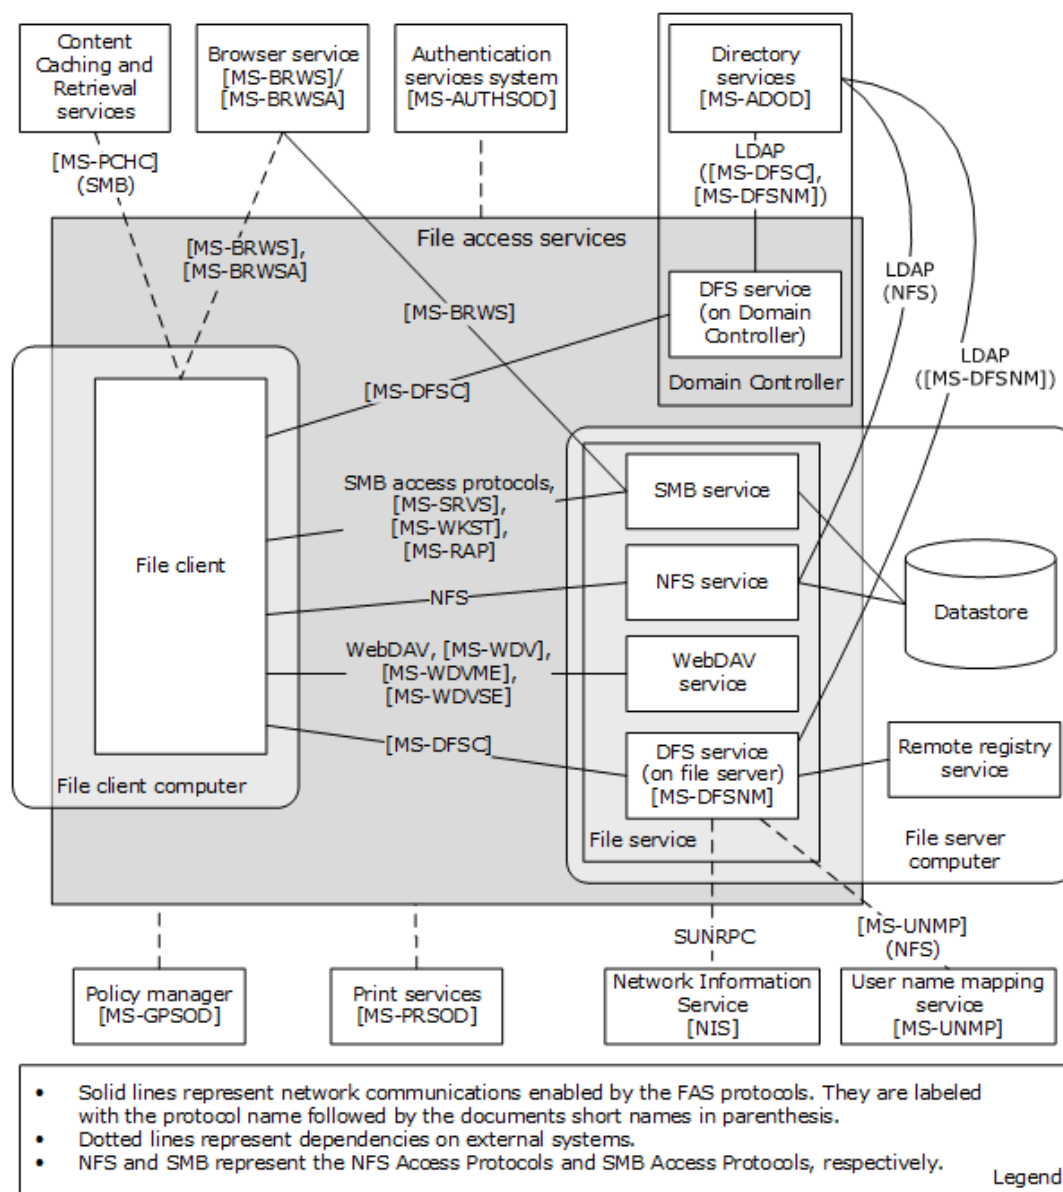 Content
Caching and
Retrieval
services
Browser service
[MS-BRWS]/
[MS-BRWSA]
Authentication
services system
[MS-AUTHSOD]
Directory
services
[MS-ADOD]
[MS-PCHC]
(SMB)
LDAP
([MS-DFSC],
[MS-DFSNM])
File access services
[MS-BRWS],
[MS-BRWSA]
[MS-BRWS]
DFS service
(on Domain
Controller)
Domain Controller
LDAP
(NFS)
LDAP
([MS-DFSNM])
[MS-DFSC]
SMB access protocols,
[MS-SRVS],
[MS-WKST],
[MS-RAP]
SMB service
File client
NFS
NFS service
Datastore
WebDAV, [MS-WDV],
[MS-WDVME],
[MS-WDVSE]
WebDAV
service
[MS-DFSC]
DFS service
(on file server)
[MS-DFSNM]
Remote registry
service
File client computer
File service
File server
computer
SUNRPC
[MS-UNMP]
(NFS)
Policy manager
[MS-GPSOD]
Print services
[MS-PRSOD]
Network Information
Service
[NIS]
User name mapping
service
[MS-UNMP]
• Solid lines represent network communications enabled by the FAS protocols. They are labeled
with the protocol name followed by the documents short names in parenthesis.
• Dotted lines represent dependencies on external systems.
• NFS and SMB represent the NFS Access Protocols and SMB Access Protocols, respectively.
Legend